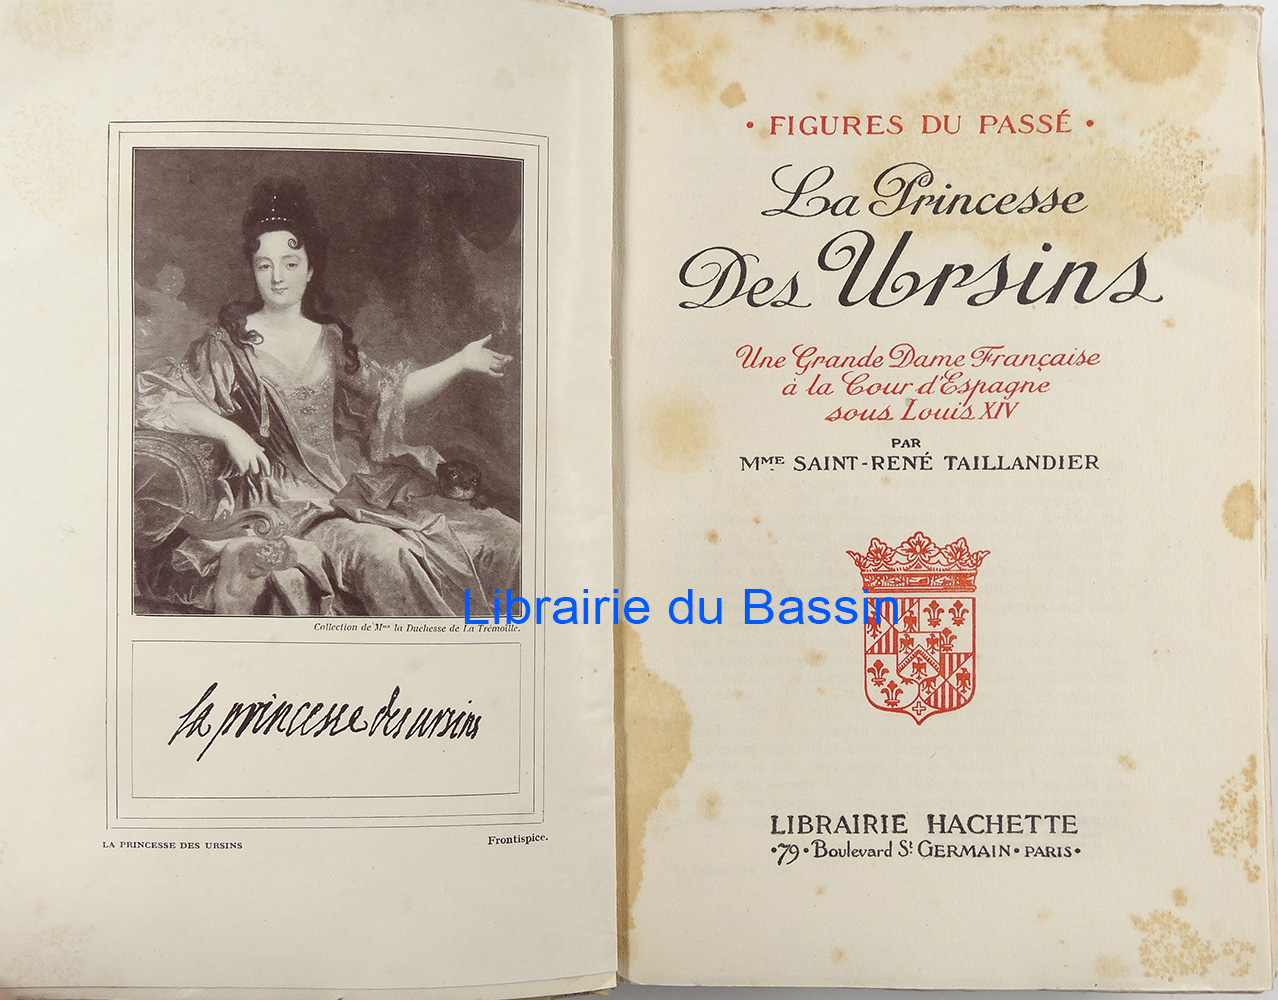 Collection de Mme la Duchesse de La Trémoille.
la princesse des ursins
LA PRINCESSE DES URSINS
Frontispice.
• FIGURES DU PASSÉ •
La Princesse
Des Ursins
Une Grande Dame Française
à la Cour d'Espagne
sous Louis XIV
PAR
MME SAINT-RENÉ TAILLANDIER
Librairie du Bassin
LIBRAIRIE HACHETTE
•79• Boulevard St GERMAIN • PARIS •